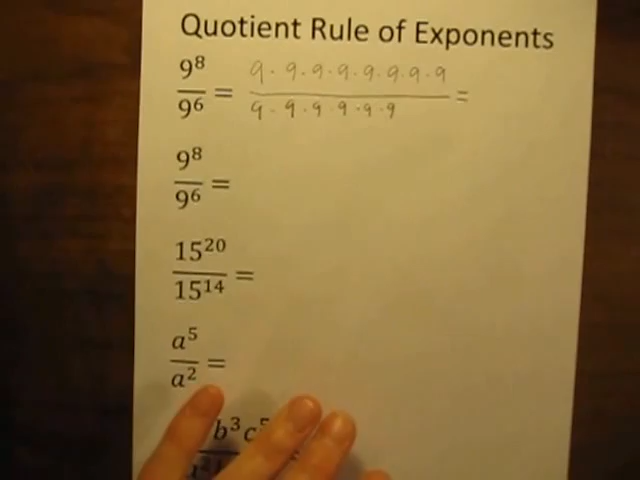 Quotient Rule of Exponents
9⁸/9⁶ = 9·9·9·9·9·9·9·9/9·9·9·9·9·9 =
9⁸/9⁶ =
15²⁰/15¹⁴ =
a⁵/a² =
b³c⁵